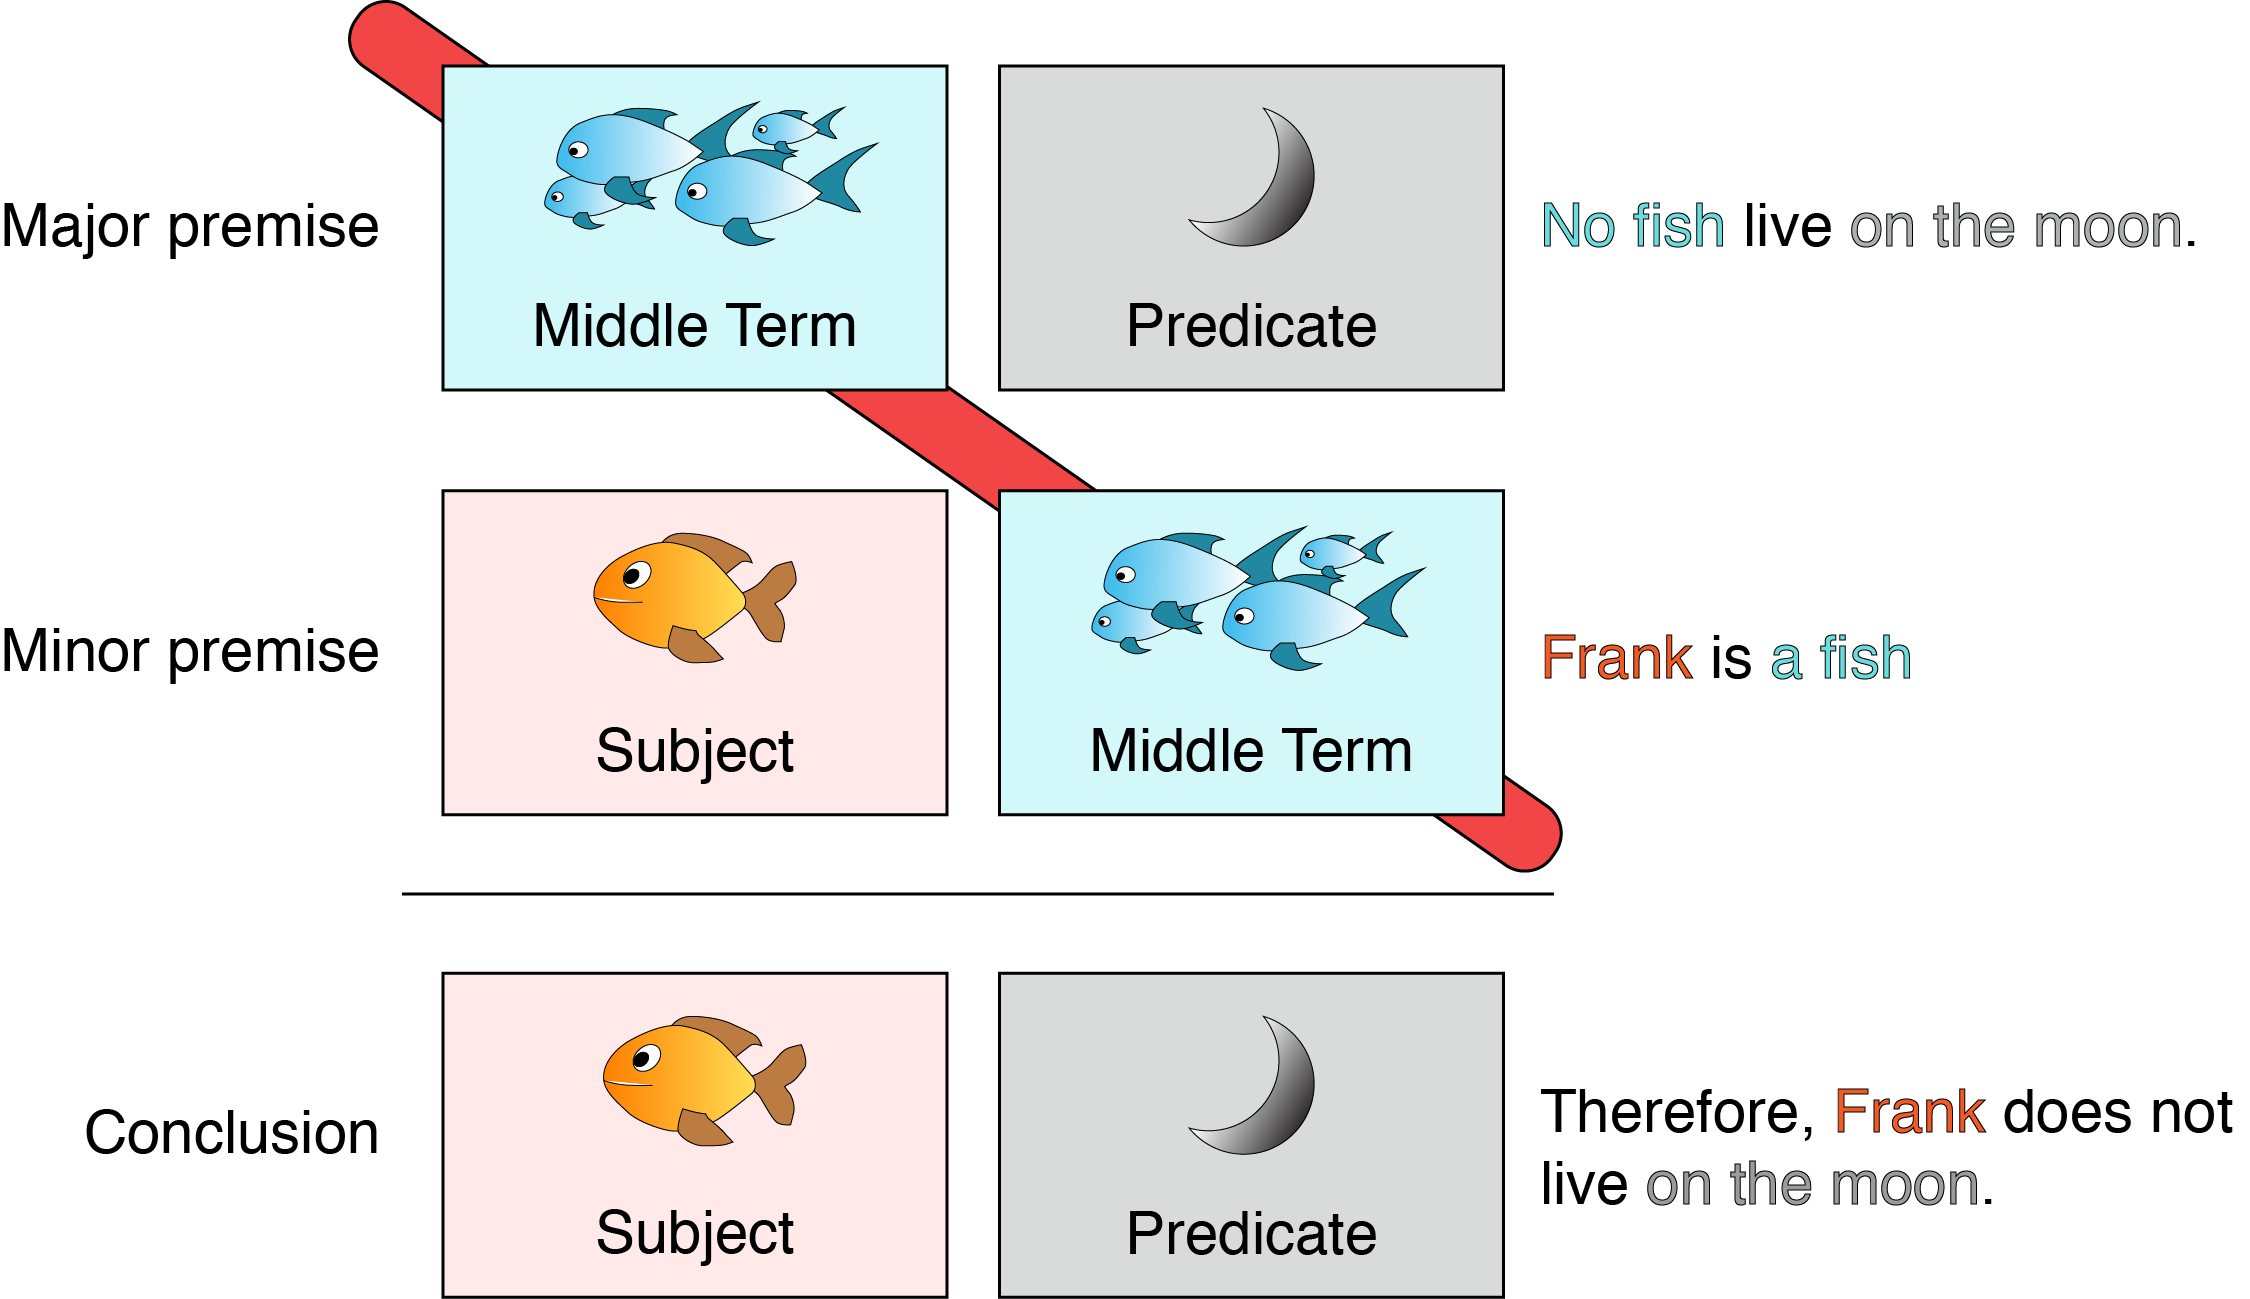 Middle Term
Predicate
Major premise
No fish live on the moon.
Subject
Middle Term
Minor premise
Frank is a fish
Subject
Predicate
Conclusion
Therefore, Frank does not
live on the moon.